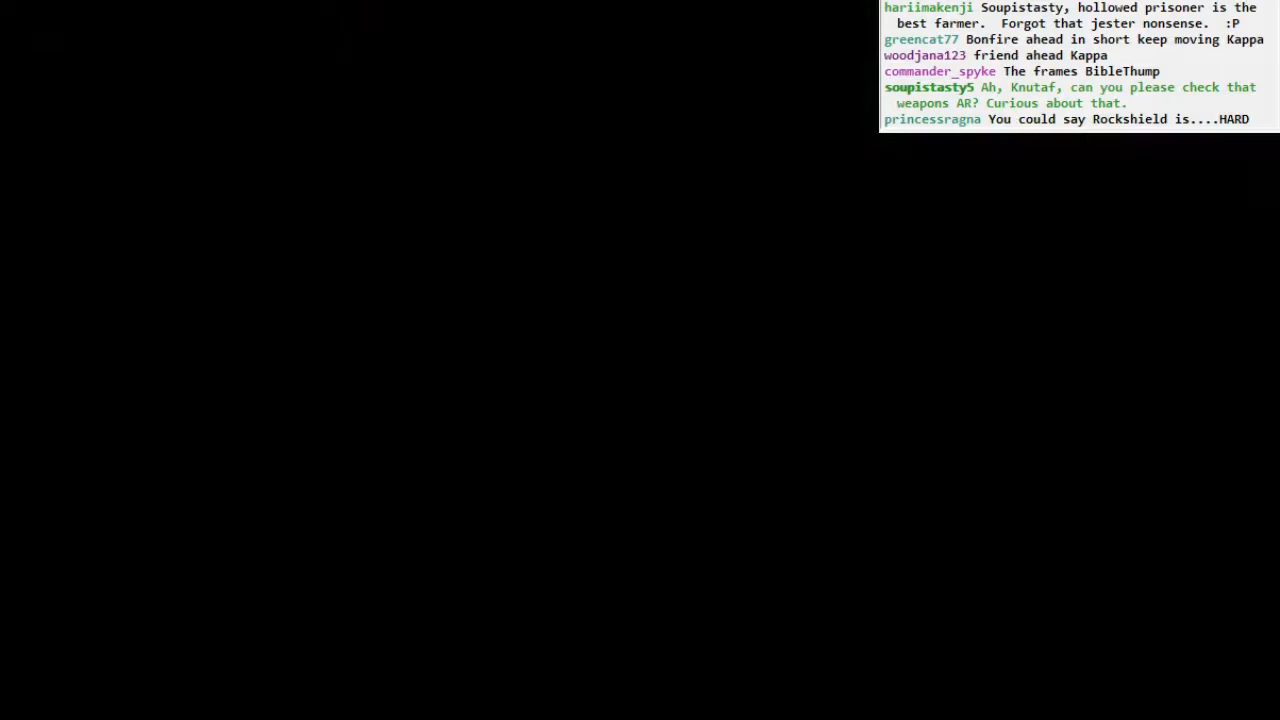 hariimakenji Soupistasty, hollowed prisoner is the
best farmer. Forgot that jester nonsense. :P
greencat77 Bonfire ahead in short keep moving Kappa
woodjana123 friend ahead Kappa
commander_spyke The frames BibleThump
soupistasty5 Ah, Knutaf, can you please check that
weapons AR? Curious about that.
princessragna You could say Rockshield is....HARD